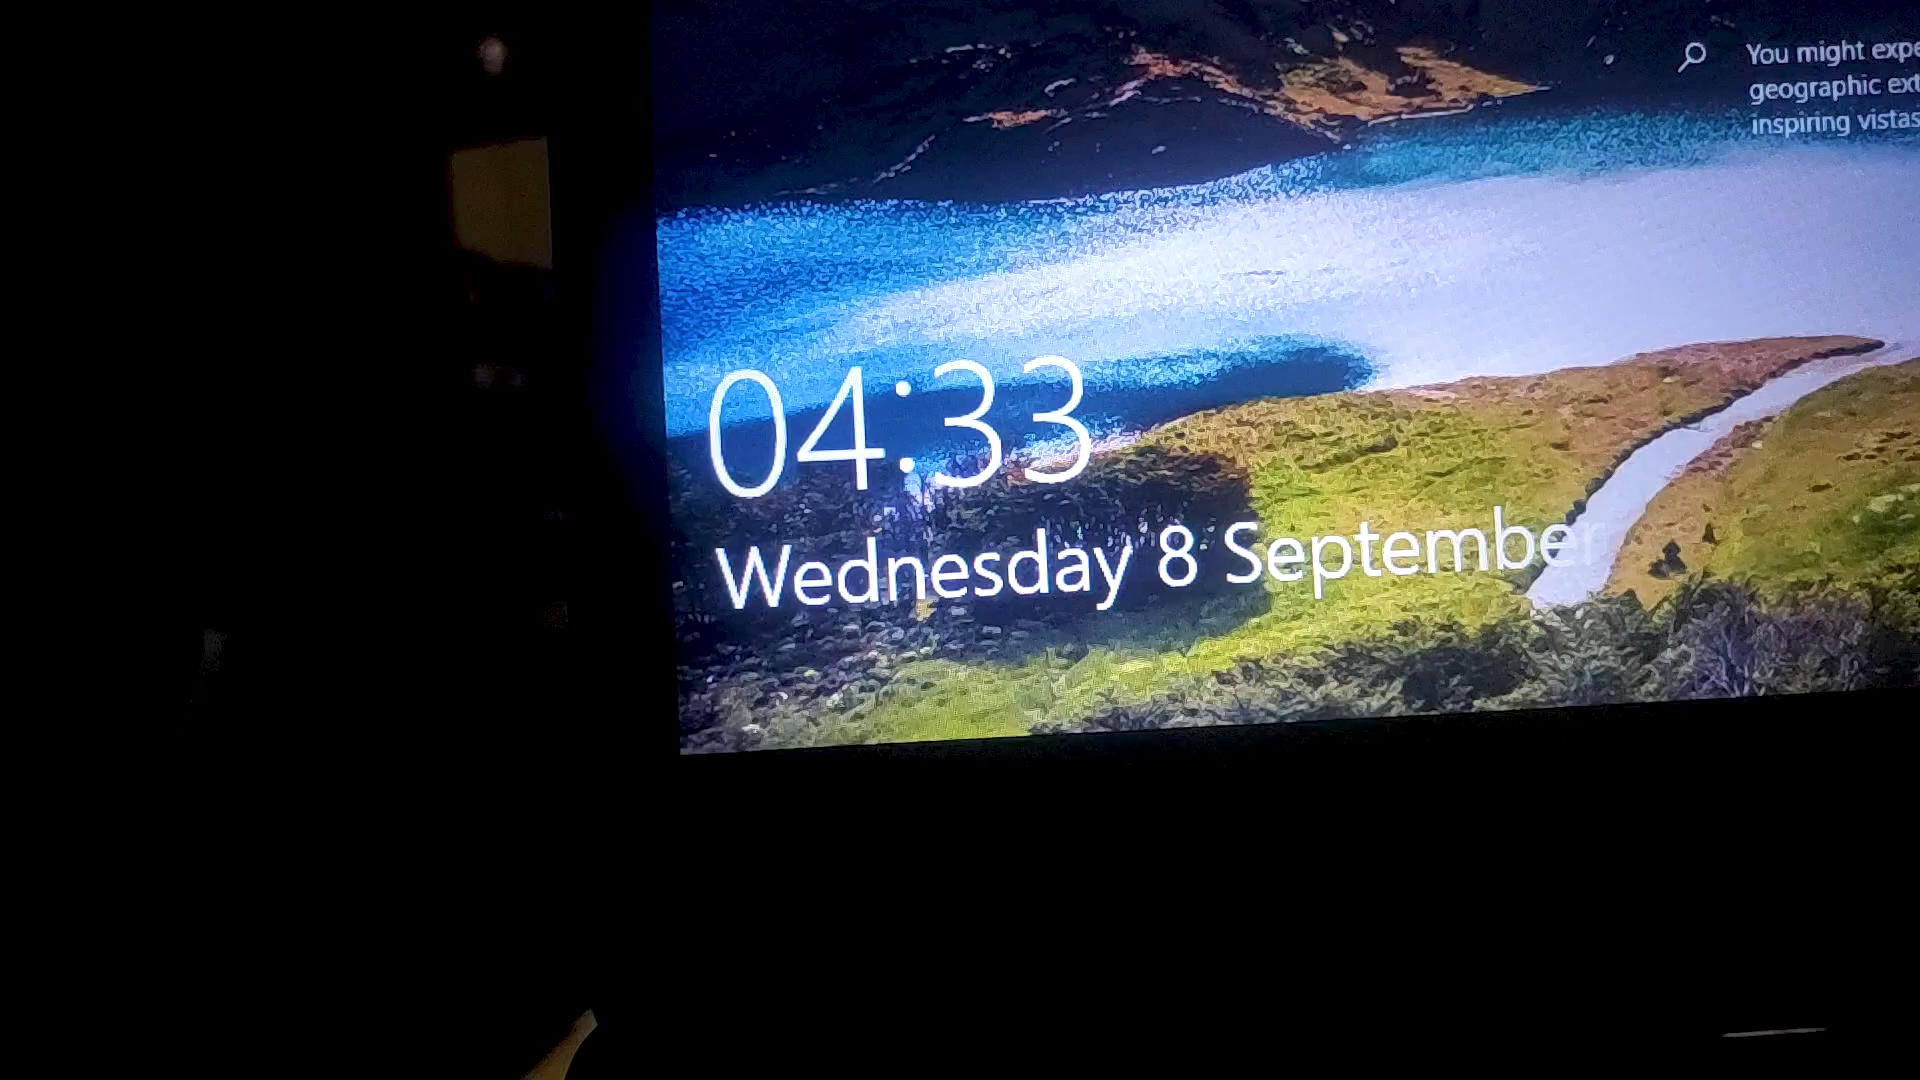 You might expe
geographic ext
inspiring vistas
04:33
Wednesday 8 September